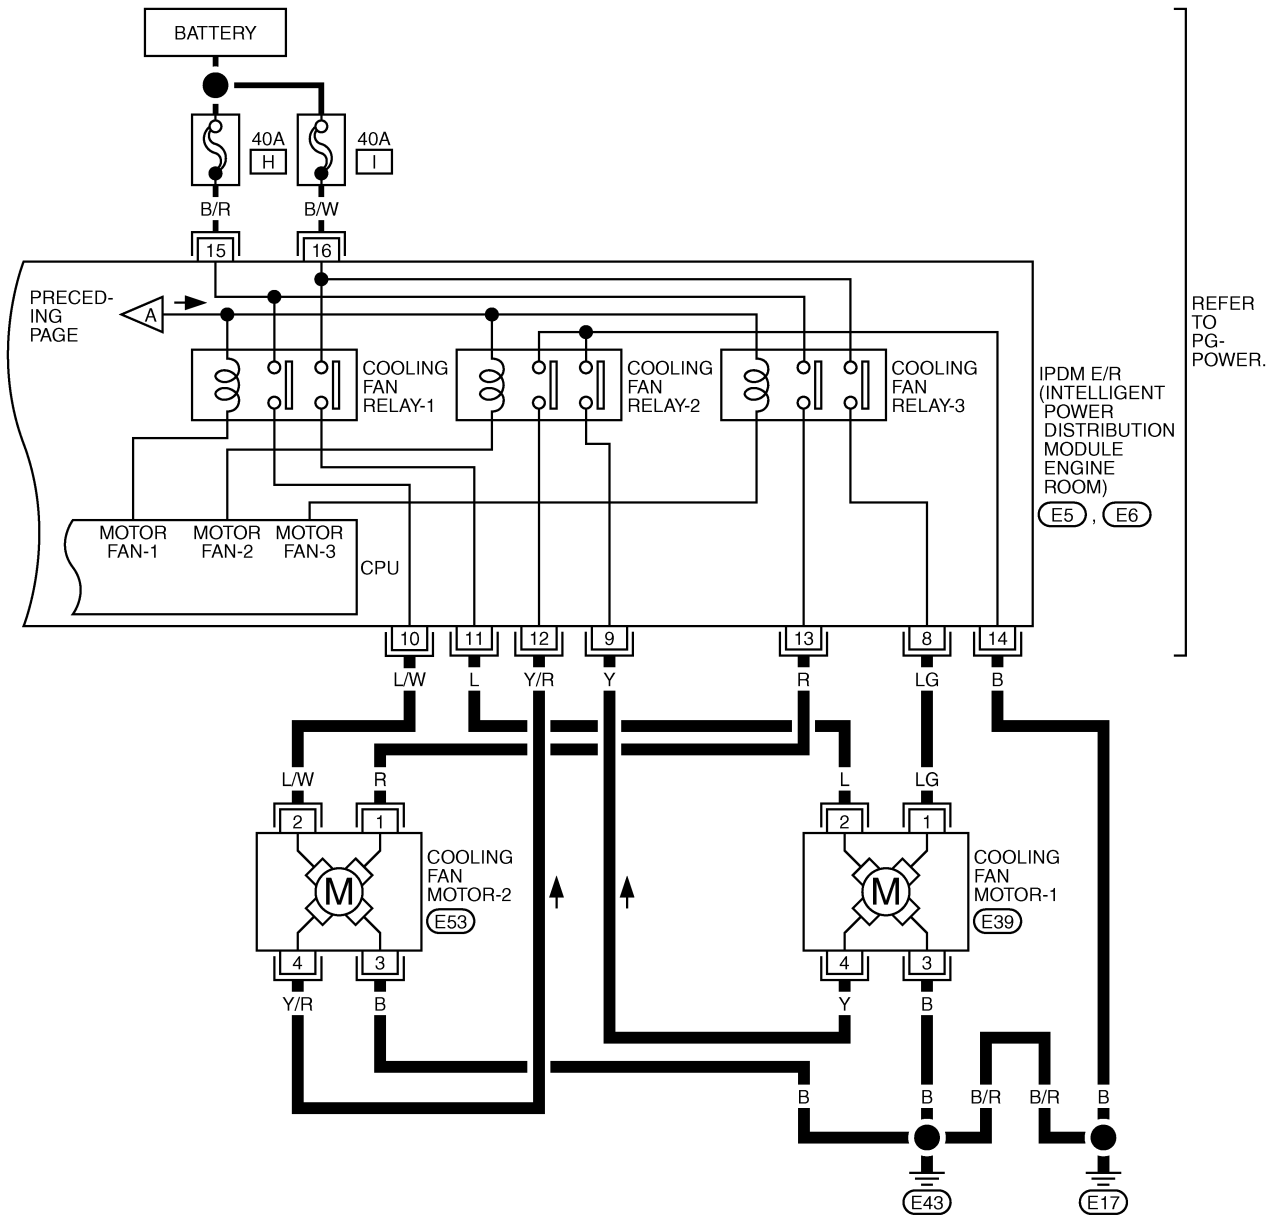 BATTERY
40A
H
40A
I
B/R
B/W
15
16
PRECED-
ING
PAGE
A
REFER
TO
PG-
POWER.
COOLING
FAN
RELAY-1
COOLING
FAN
RELAY-2
COOLING
FAN
RELAY-3
IPDM E/R
(INTELLIGENT
POWER
DISTRIBUTION
MODULE
ENGINE
ROOM)
E5 , E6
MOTOR
FAN-1
MOTOR
FAN-2
MOTOR
FAN-3
CPU
10
11
12
9
13
8
14
L/W
L
Y/R
Y
R
LG
B
L/W
R
L
LG
2
1
2
1
M
COOLING
FAN
MOTOR-2
E53
M
COOLING
FAN
MOTOR-1
E39
4
3
4
3
Y/R
B
Y
B
B
B
B/R
B/R
B
E43
E17